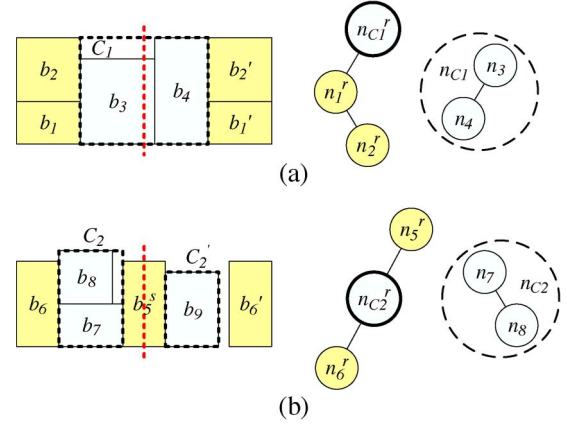 C1 nC1r
b2 b3 b4 b2' n1r nC1 n3
b1 b1' n2r n4
(a)
C2 C2' n5r
b6 b8 b5s b9 b6' nC2r n7 nC2
b7 n6r n8
(b)